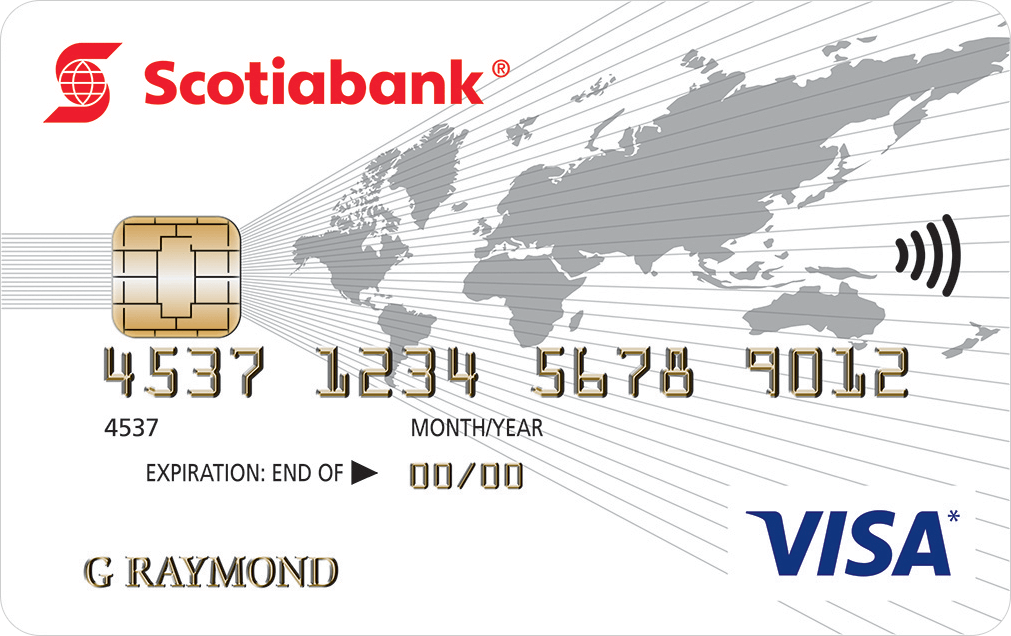 Scotiabank®
4537 1234 5678 9012
4537 MONTH/YEAR
EXPIRATION: END OF ▶ 00/00
G RAYMOND
VISA*